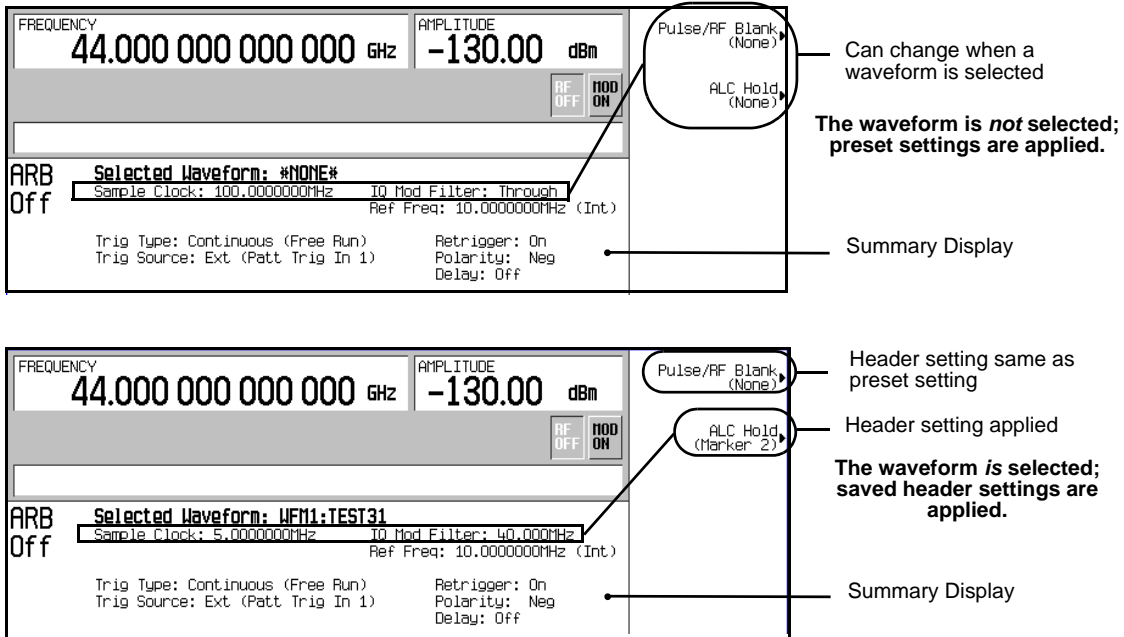 FREQUENCY
44.000 000 000 000 GHz
AMPLITUDE
-130.00 dBm
RF OFF
MOD ON
Pulse/RF Blank
(None)
ALC Hold
(None)
Can change when a
waveform is selected
The waveform is not selected;
preset settings are applied.
ARB
Off
Selected Waveform: *NONE*
Sample Clock: 100.0000000MHz IQ Mod Filter: Through
Ref Freq: 10.0000000MHz (Int)
Trig Type: Continuous (Free Run) Retrigger: On
Trig Source: Ext (Patt Trig In 1) Polarity: Neg
Delay: Off
Summary Display
FREQUENCY
44.000 000 000 000 GHz
AMPLITUDE
-130.00 dBm
RF OFF
MOD ON
Pulse/RF Blank
(None)
ALC Hold
(Marker 2)
Header setting same as
preset setting
Header setting applied
The waveform is selected;
saved header settings are
applied.
ARB
Off
Selected Waveform: WFM1:TEST31
Sample Clock: 5.0000000MHz IQ Mod Filter: 40.000MHz
Ref Freq: 10.0000000MHz (Int)
Trig Type: Continuous (Free Run) Retrigger: On
Trig Source: Ext (Patt Trig In 1) Polarity: Neg
Delay: Off
Summary Display